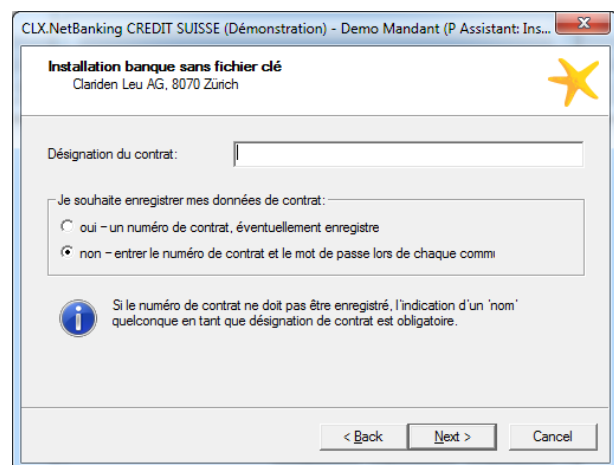 CLX.NetBanking CREDIT SUISSE (Démonstration) - Demo Mandant (P Assistant: Ins...
Installation banque sans fichier clé
Clariden Leu AG, 8070 Zürich
Désignation du contrat:
Je souhaite enregistrer mes données de contrat:
oui – un numéro de contrat, éventuellement enregistre
non – entrer le numéro de contrat et le mot de passe lors de chaque commu
Si le numéro de contrat ne doit pas être enregistré, l'indication d'un 'nom'
quelconque en tant que désignation de contrat est obligatoire.
< Back Next > Cancel